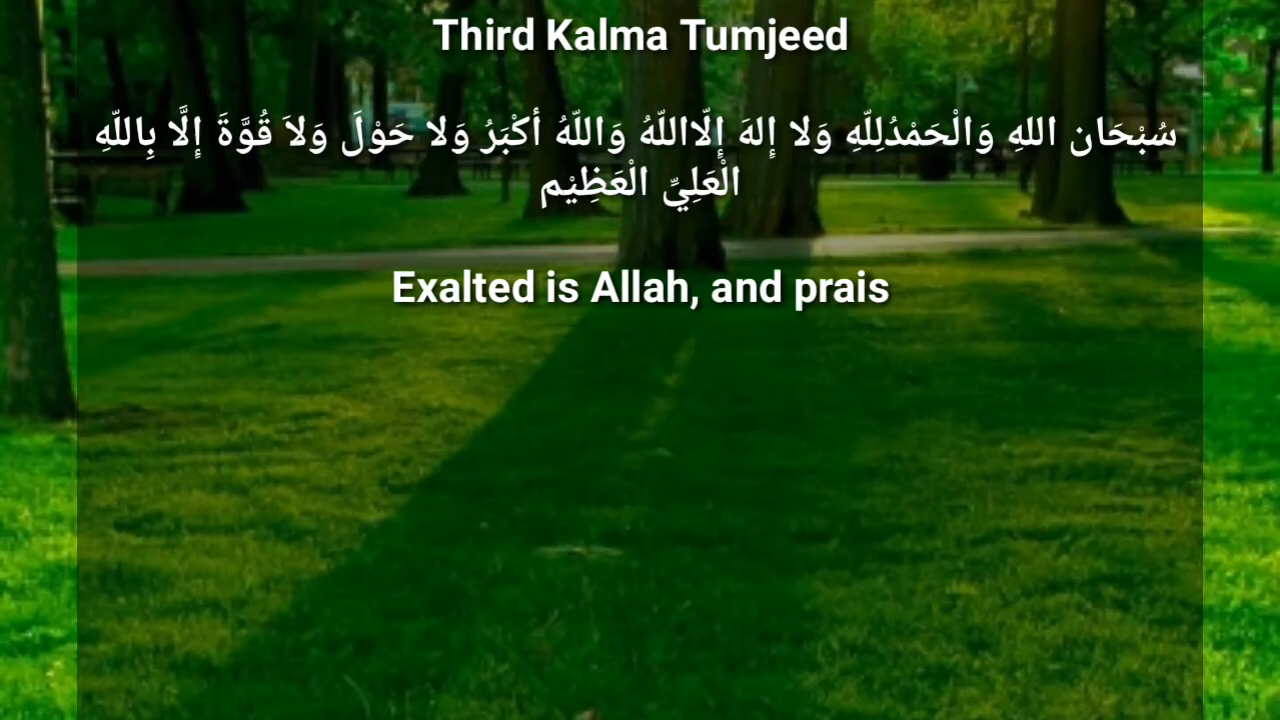 Third Kalma Tumjeed
سُبْحَان اللهِ وَالْحَمْدُلِلّهِ وَلا إِلهَ إِلّااللّهُ وَاللّهُ أكْبَرُ وَلا حَوْلَ وَلاَ قُوَّةَ إِلَّا بِاللّهِ
الْعَلِيِّ الْعَظِيْم
Exalted is Allah, and prais